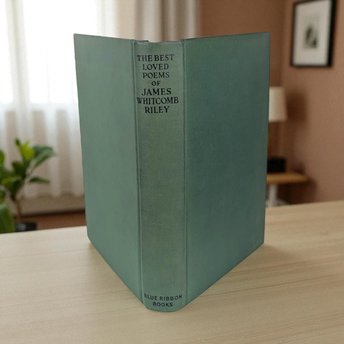 THE BEST
LOVED
POEMS
OF
JAMES
WHITCOMB
RILEY
BLUE RIBBON
BOOKS